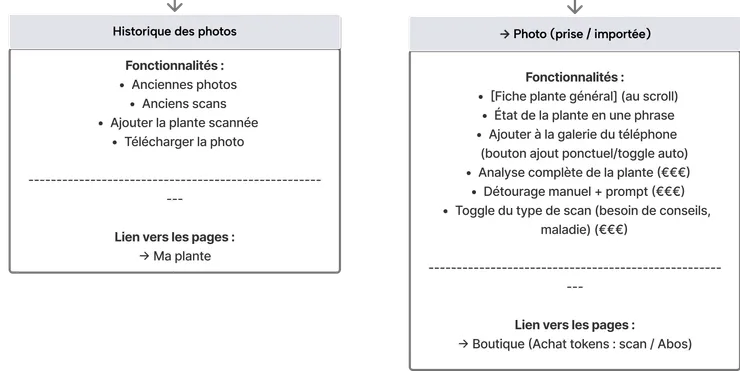 Historique des photos
Fonctionnalités :
• Anciennes photos
• Anciens scans
• Ajouter la plante scannée
• Télécharger la photo
-----------------------------------------------------
---
Lien vers les pages :
→ Ma plante
→ Photo (prise / importée)
Fonctionnalités :
• [Fiche plante général] (au scroll)
• État de la plante en une phrase
• Ajouter à la galerie du téléphone
(bouton ajout ponctuel/toggle auto)
• Analyse complète de la plante (€€€)
• Détourage manuel + prompt (€€€)
• Toggle du type de scan (besoin de conseils,
maladie) (€€€)
-----------------------------------------------------
---
Lien vers les pages :
→ Boutique (Achat tokens : scan / Abos)